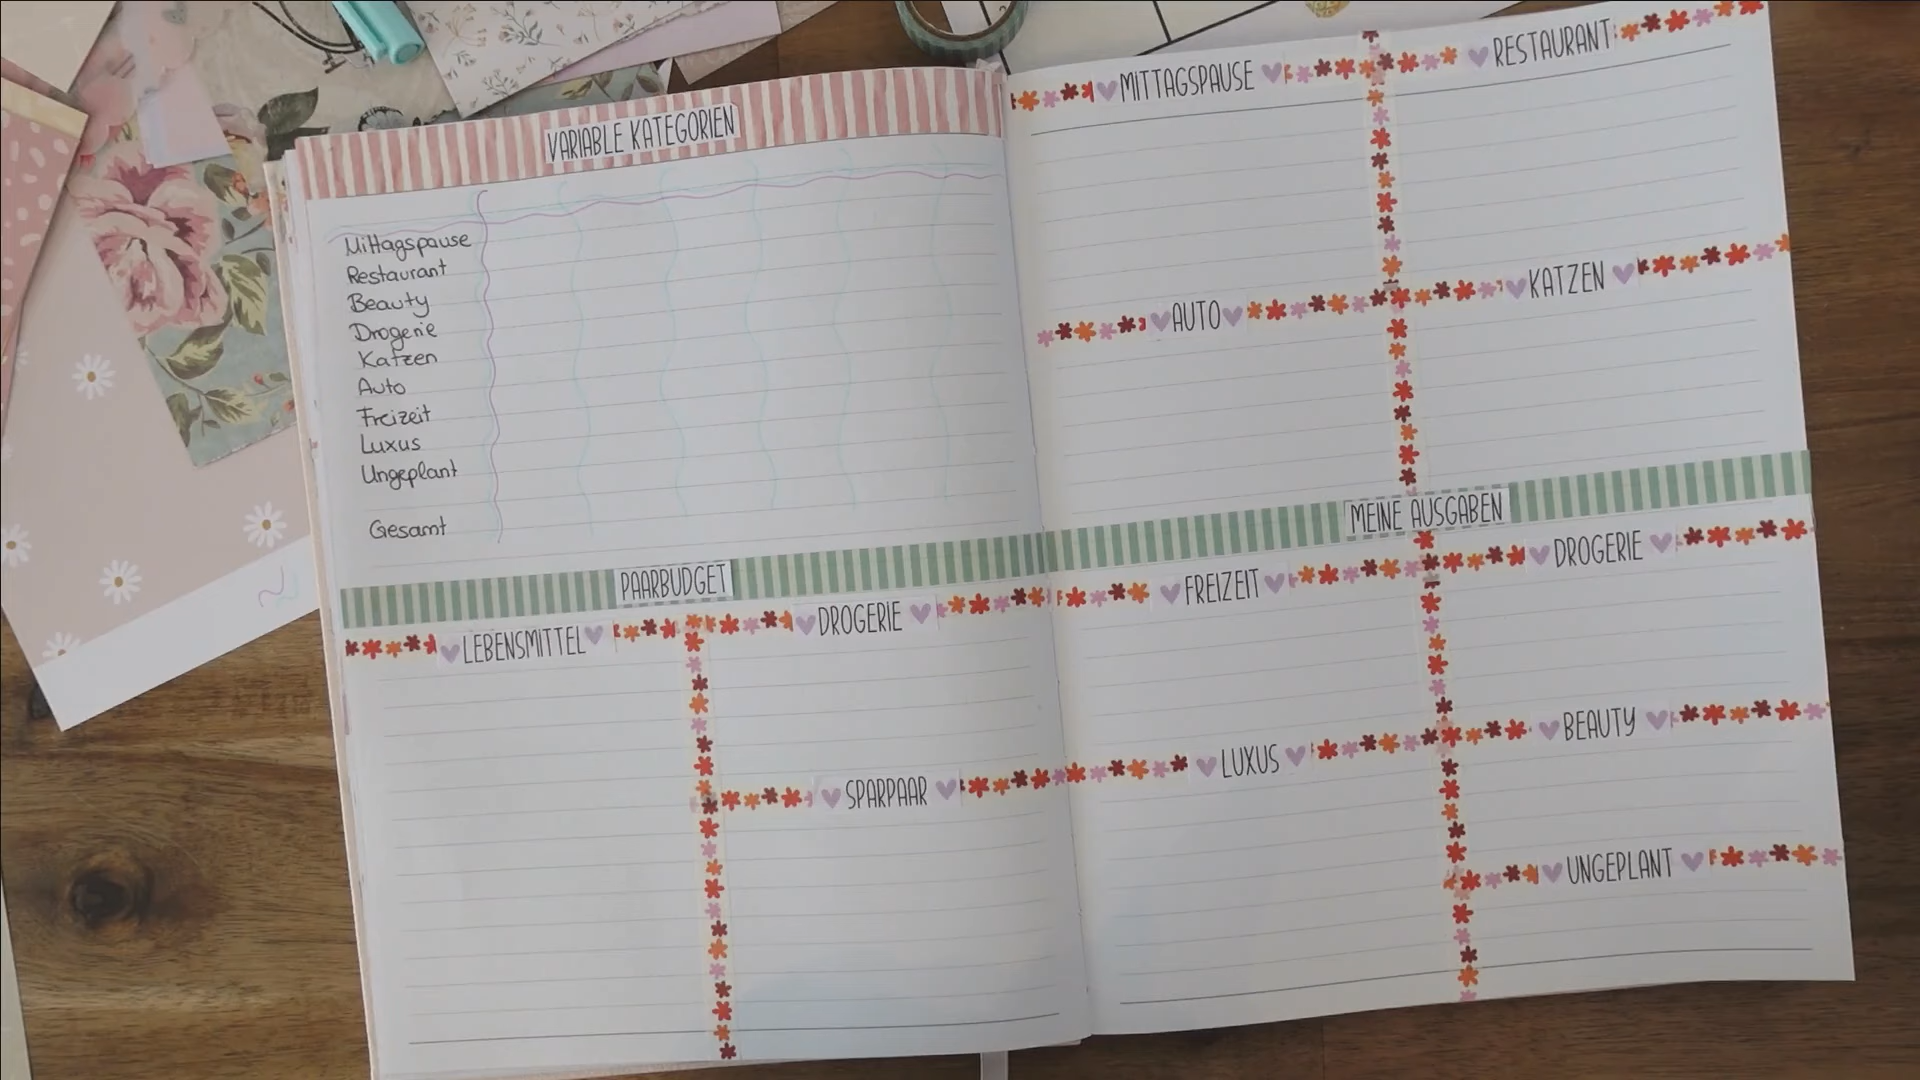 VARIABLE KATEGORIEN
Mittagspause
Restaurant
Beauty
Drogerie
Katzen
Auto
Freizeit
Luxus
Ungeplant
Gesamt
PAARBUDGET
LEBENSMITTEL
DROGERIE
SPARPAAR
MITTAGSPAUSE
RESTAURANT
AUTO
KATZEN
MEINE AUSGABEN
FREIZEIT
DROGERIE
LUXUS
BEAUTY
UNGEPLANT